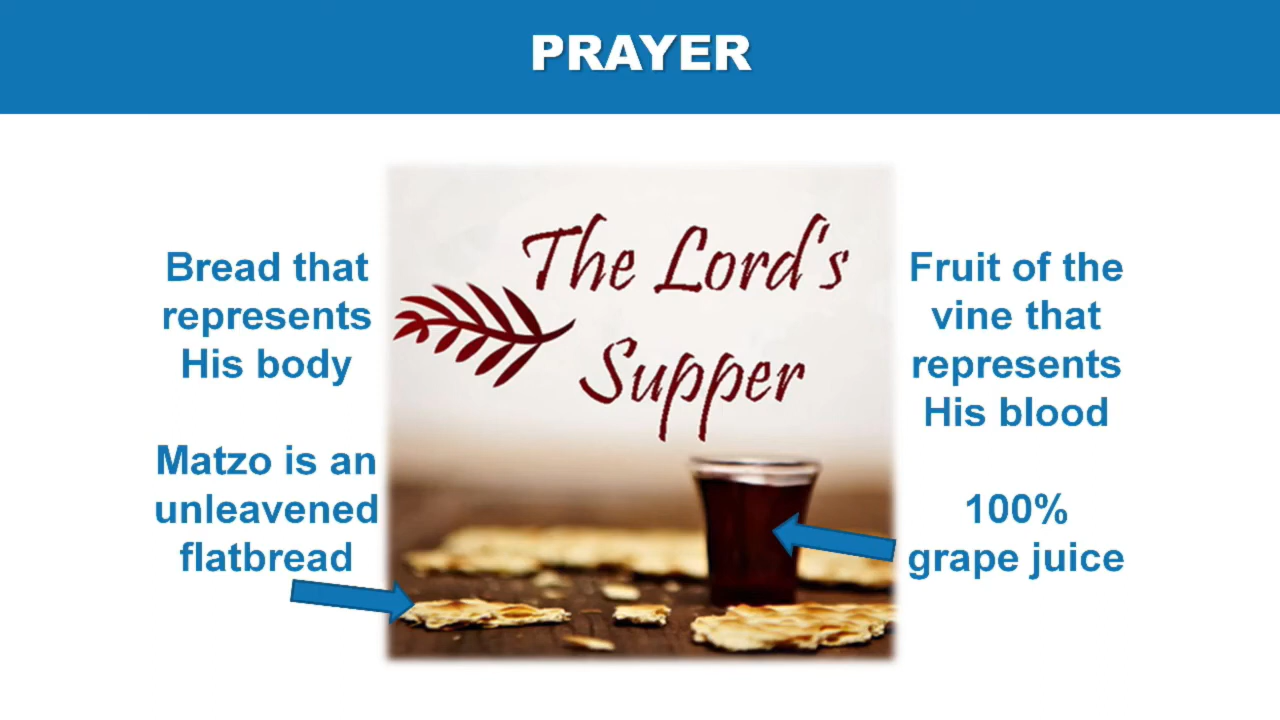 PRAYER
Bread that
represents
His body
Matzo is an
unleavened
flatbread
The Lord's
Supper
Fruit of the
vine that
represents
His blood
100%
grape juice